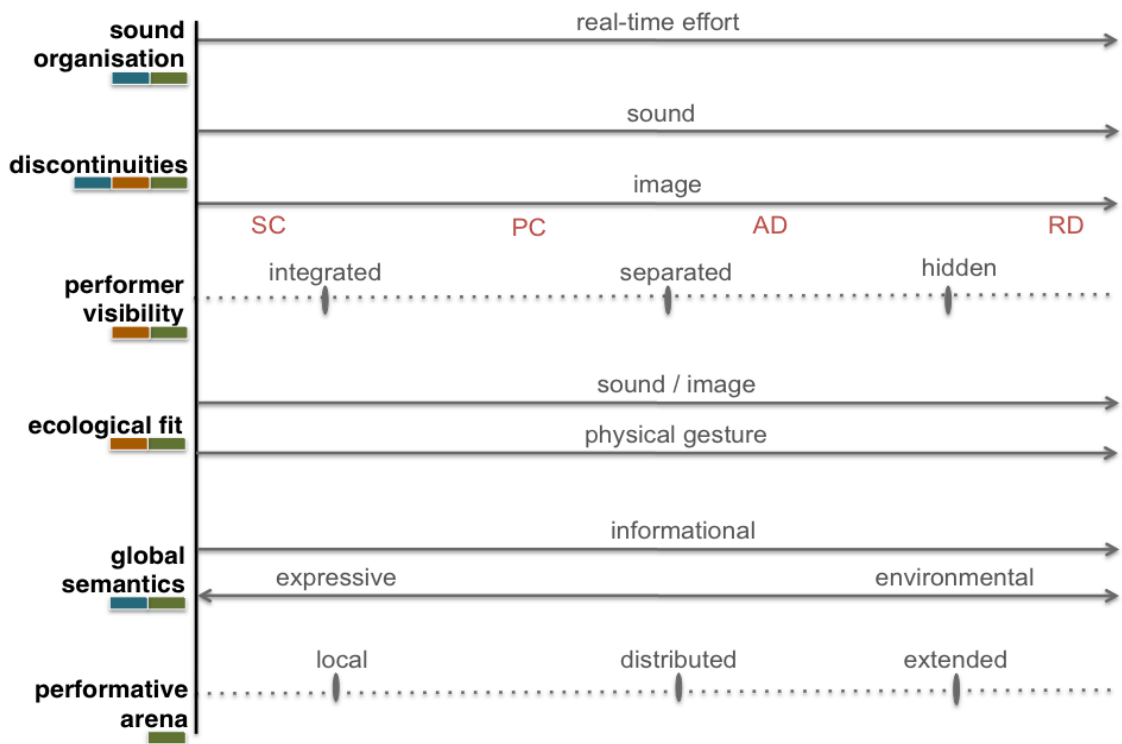 real-time effort
sound
organisation
sound
discontinuities
image
SC PC AD RD
integrated separated hidden
performer
visibility
sound / image
ecological fit
physical gesture
informational
global
semantics
expressive environmental
local distributed extended
performative
arena